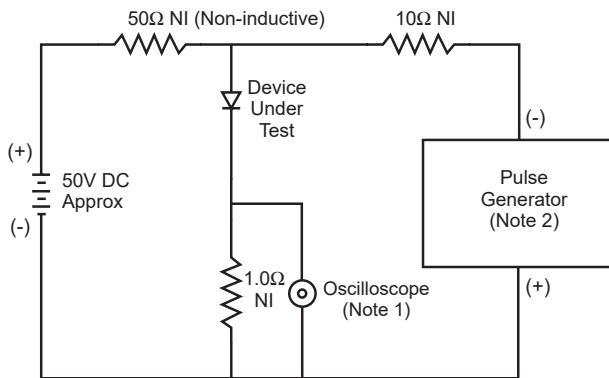 50Ω NI (Non-inductive)
10Ω NI
Device
Under
Test
(-)
(+)
50V DC
Approx
(-)
Pulse
Generator
(Note 2)
1.0Ω
NI
Oscilloscope
(Note 1)
(+)